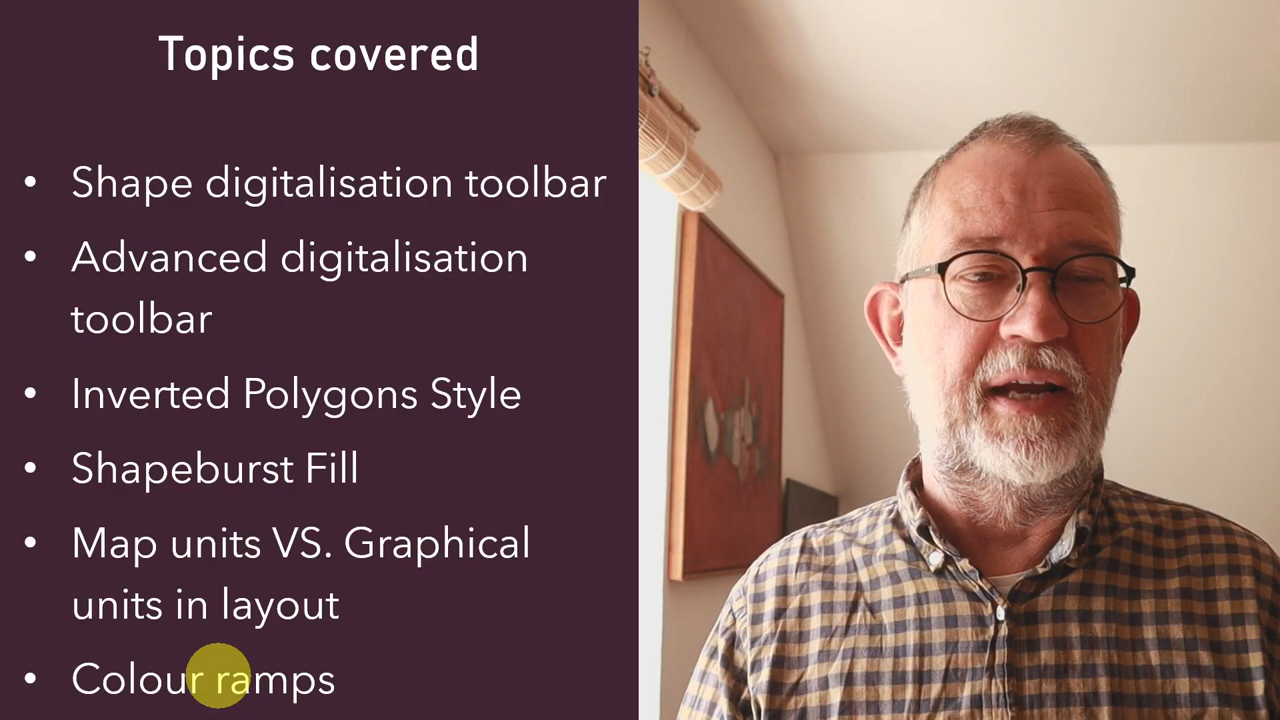 Topics covered
• Shape digitalisation toolbar
• Advanced digitalisation
toolbar
• Inverted Polygons Style
• Shapeburst Fill
• Map units VS. Graphical
units in layout
• Colour ramps